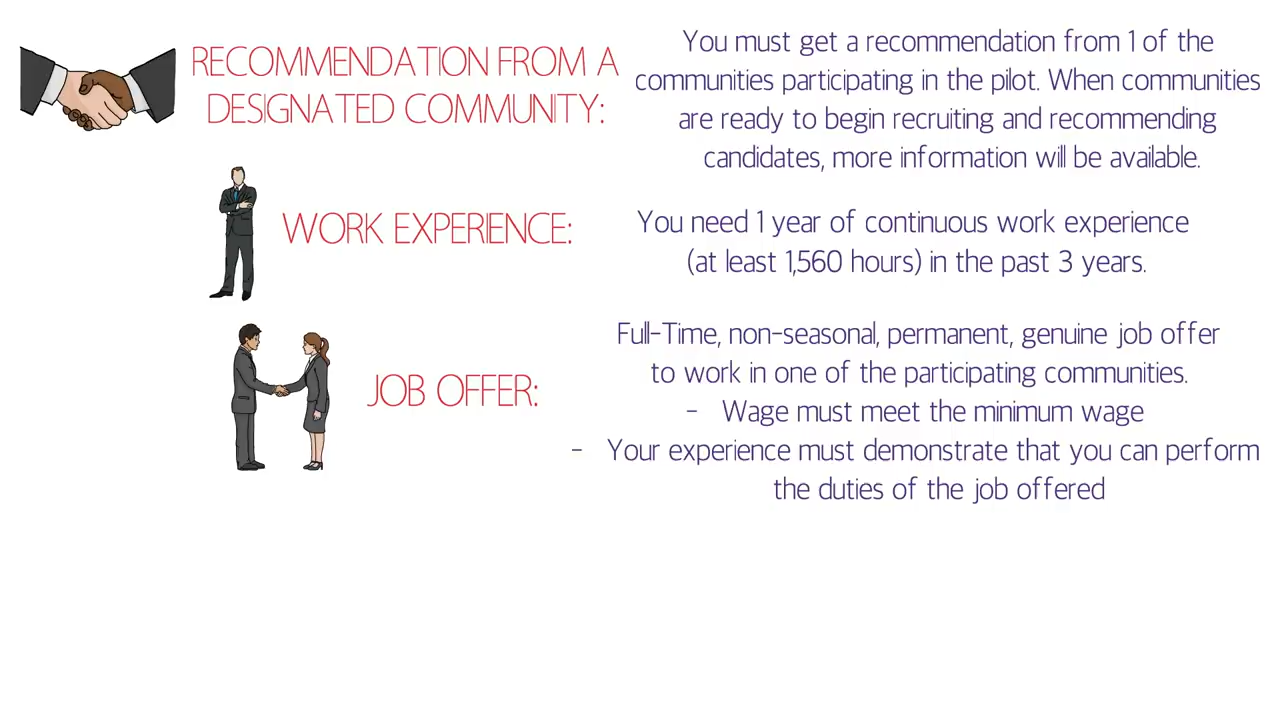 RECOMMENDATION FROM A
DESIGNATED COMMUNITY:
You must get a recommendation from 1 of the
communities participating in the pilot. When communities
are ready to begin recruiting and recommending
candidates, more information will be available.
WORK EXPERIENCE:
You need 1 year of continuous work experience
(at least 1,560 hours) in the past 3 years.
JOB OFFER:
Full-Time, non-seasonal, permanent, genuine job offer
to work in one of the participating communities.
- Wage must meet the minimum wage
- Your experience must demonstrate that you can perform
the duties of the job offered